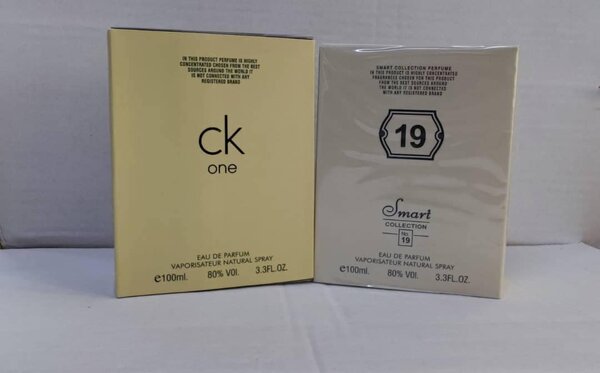 IN THIS PRODUCT PERFUME IS HIGHLY
CONCENTRATED CHOSEN FROM THE BEST
SOURCES AROUND THE WORLD IT
IS NOT CONNECTED WITH ANY
REGISTERED BRAND
ck
one
EAU DE PARFUM
VAPORISATEUR NATURAL SPRAY
e100ml. 80% VOl. 3.3FL.OZ.
SMART COLLECTION PERFUME
IN THIS PRODUCT IS HIGHLY CONCENTRATED
FRAGRANCES CHOSEN FROM THE
BEST SOURCES AROUND
THE WORLD IT IS NOT CONNECTED
WITH ANY REGISTERED BRAND
19
Smart
COLLECTION
No.
19
EAU DE PARFUM
VAPORISATEUR NATURAL SPRAY
e100ml. 80% VOl. 3.3FL.OZ.